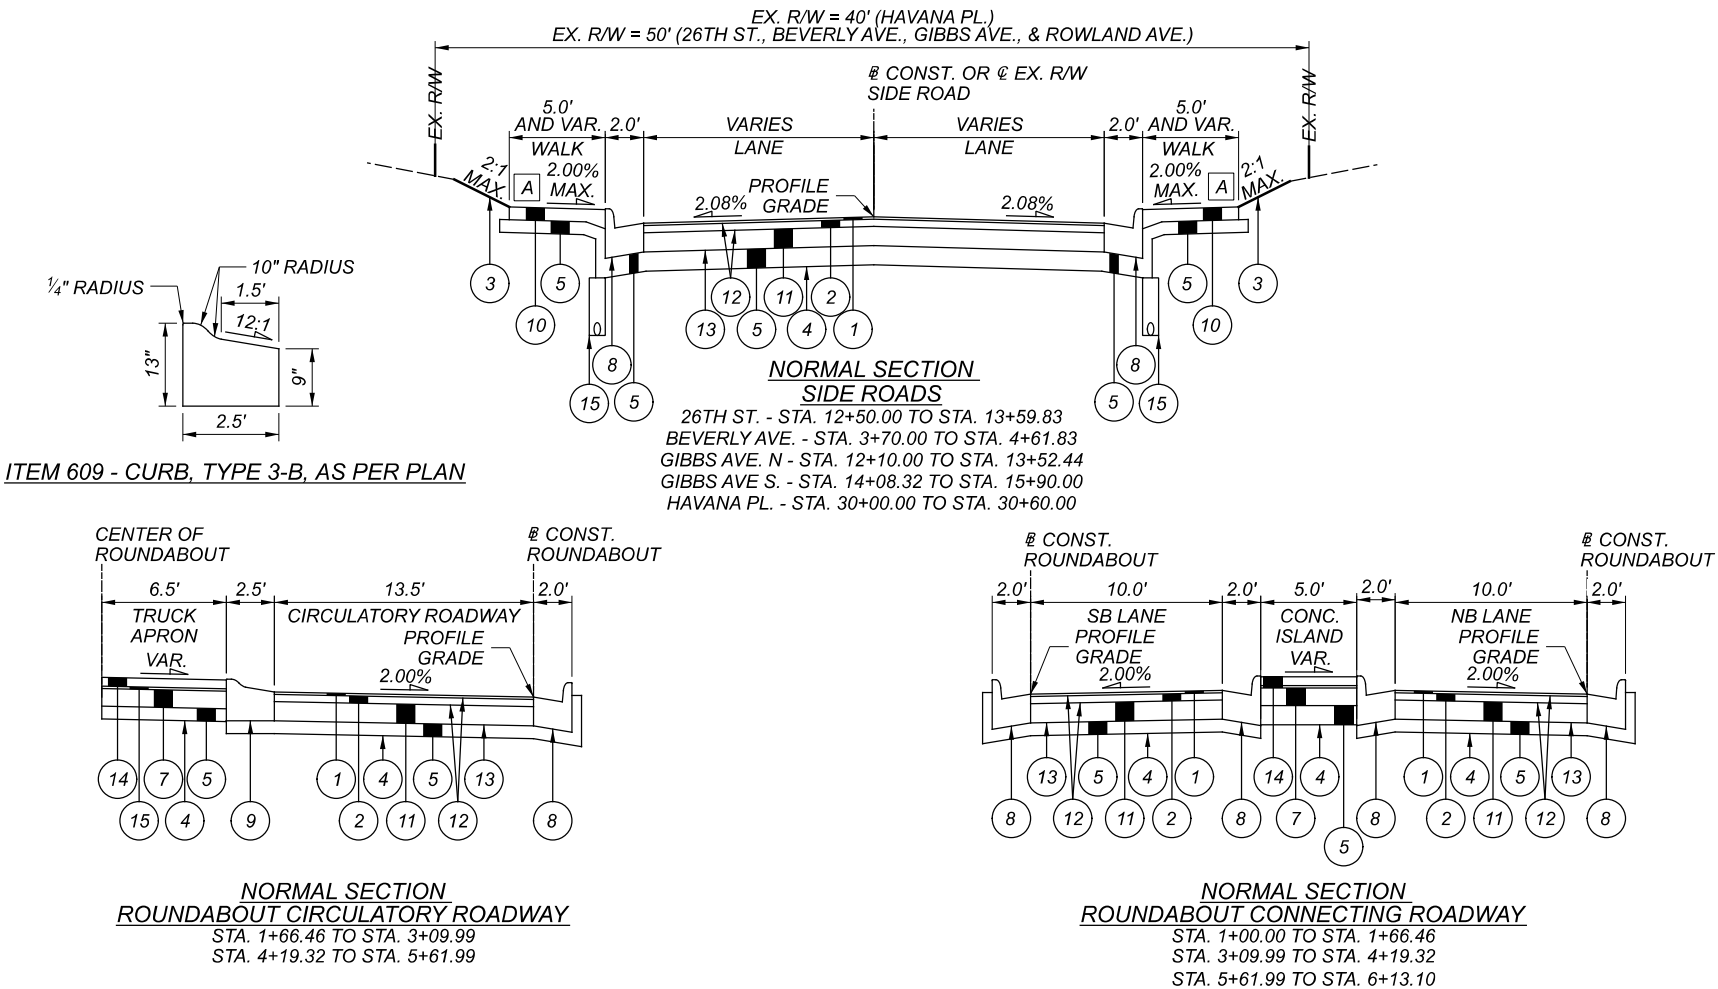 EX. R/W = 40' (HAVANA PL.)
EX. R/W = 50' (26TH ST., BEVERLY AVE., GIBBS AVE., & ROWLAND AVE.)
EX. R/W
EX. R/W
℄ CONST. OR ℄ EX. R/W
SIDE ROAD
5.0'
AND VAR.
2.0'
VARIES
VARIES
2.0'
5.0'
AND VAR.
WALK
LANE
LANE
WALK
2:1
MAX.
A
2.00%
MAX.
2.08%
PROFILE
GRADE
2.08%
2.00%
MAX.
A
2:1
MAX.
3
5
10
12
11
2
13
5
4
1
8
15
5
5
3
10
8
5
15
NORMAL SECTION
SIDE ROADS
26TH ST. - STA. 12+50.00 TO STA. 13+59.83
BEVERLY AVE. - STA. 3+70.00 TO STA. 4+61.83
GIBBS AVE. N - STA. 12+10.00 TO STA. 13+52.44
GIBBS AVE S. - STA. 14+08.32 TO STA. 15+90.00
HAVANA PL. - STA. 30+00.00 TO STA. 30+60.00
10" RADIUS
1/4" RADIUS
1.5'
12:1
13"
9"
2.5'
ITEM 609 - CURB, TYPE 3-B, AS PER PLAN
CENTER OF
ROUNDABOUT
℄ CONST.
ROUNDABOUT
6.5'
2.5'
13.5'
2.0'
TRUCK
APRON
VAR.
CIRCULATORY ROADWAY
PROFILE
GRADE
2.00%
14
7
5
1
4
5
13
15
4
9
2
11
12
8
NORMAL SECTION
ROUNDABOUT CIRCULATORY ROADWAY
STA. 1+66.46 TO STA. 3+09.99
STA. 4+19.32 TO STA. 5+61.99
℄ CONST.
ROUNDABOUT
℄ CONST.
ROUNDABOUT
2.0'
10.0'
2.0'
5.0'
2.0'
10.0'
2.0'
SB LANE
PROFILE
GRADE
2.00%
CONC.
ISLAND
VAR.
NB LANE
PROFILE
GRADE
2.00%
13
5
4
1
14
4
1
4
5
13
8
12
11
2
8
7
8
2
11
12
8
5
NORMAL SECTION
ROUNDABOUT CONNECTING ROADWAY
STA. 1+00.00 TO STA. 1+66.46
STA. 3+09.99 TO STA. 4+19.32
STA. 5+61.99 TO STA. 6+13.10